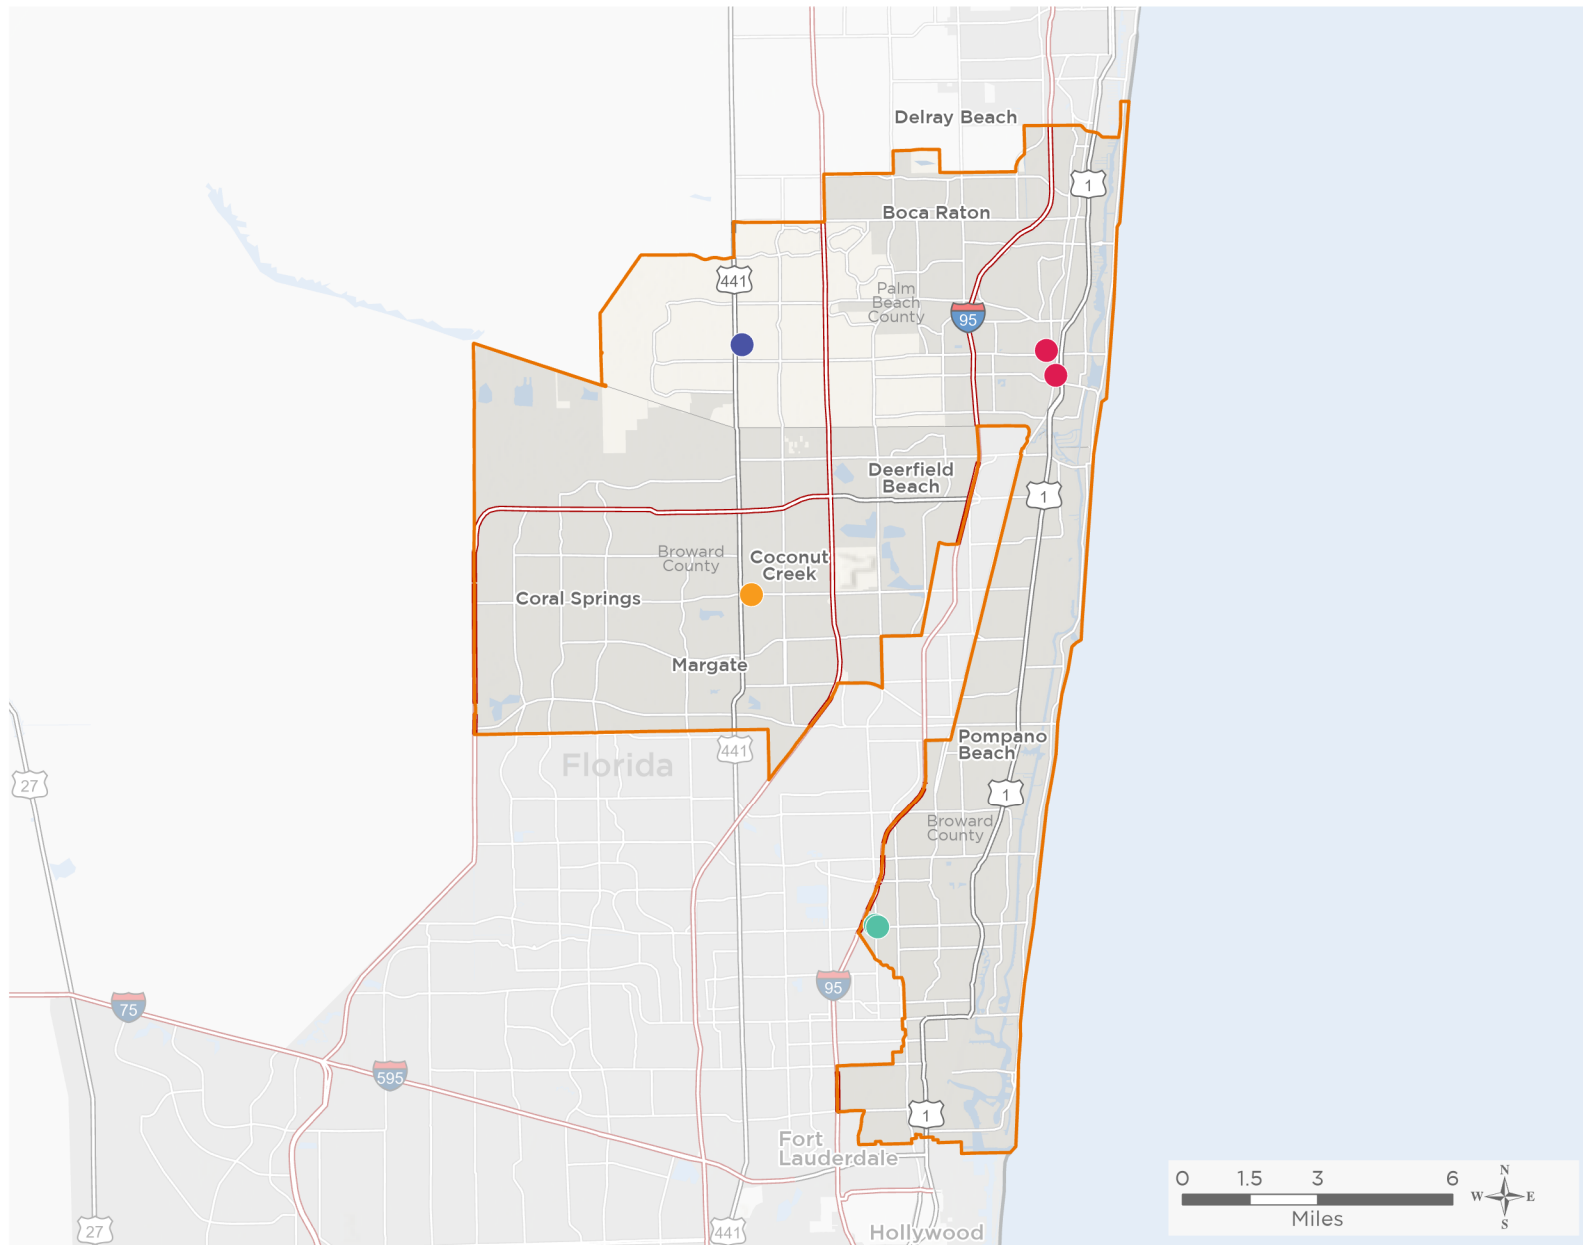 Delray Beach
1
Boca Raton
441
Palm
Beach
County
95
Deerfield
Beach
1
Broward
County
Coconut
Creek
Coral Springs
Margate
Pompano
Beach
441
Florida
27
1
Broward
County
95
75
595
1
Fort
Lauderdale
27
441
Hollywood
0 1.5 3 6
Miles
N
W E
S